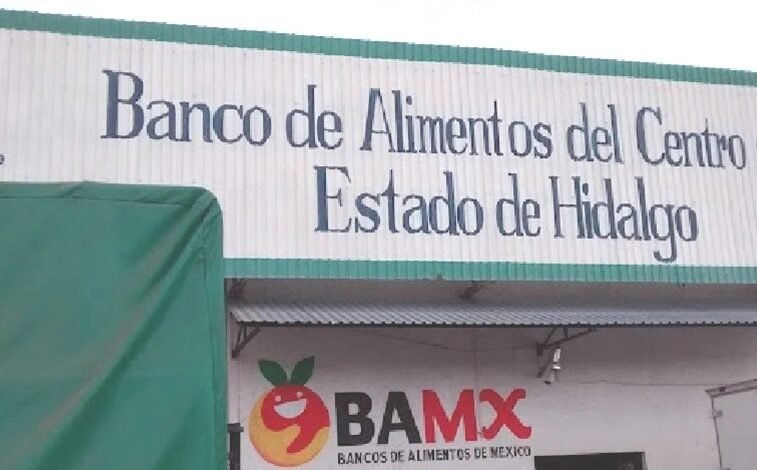 Banco de Alimentos del Centro
Estado de Hidalgo
BAMX
BANCOS DE ALIMENTOS DE MÉXICO